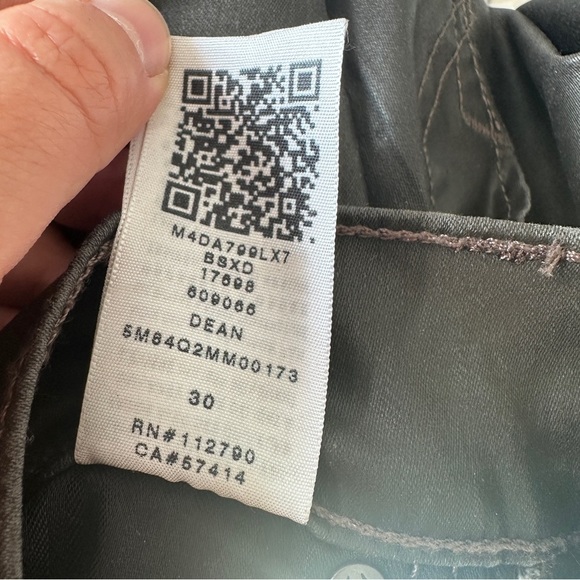 M4DA799LX7
BSXD
17698
609066
DEAN
5M64Q2MM00173
30
RN#112790
CA#57414